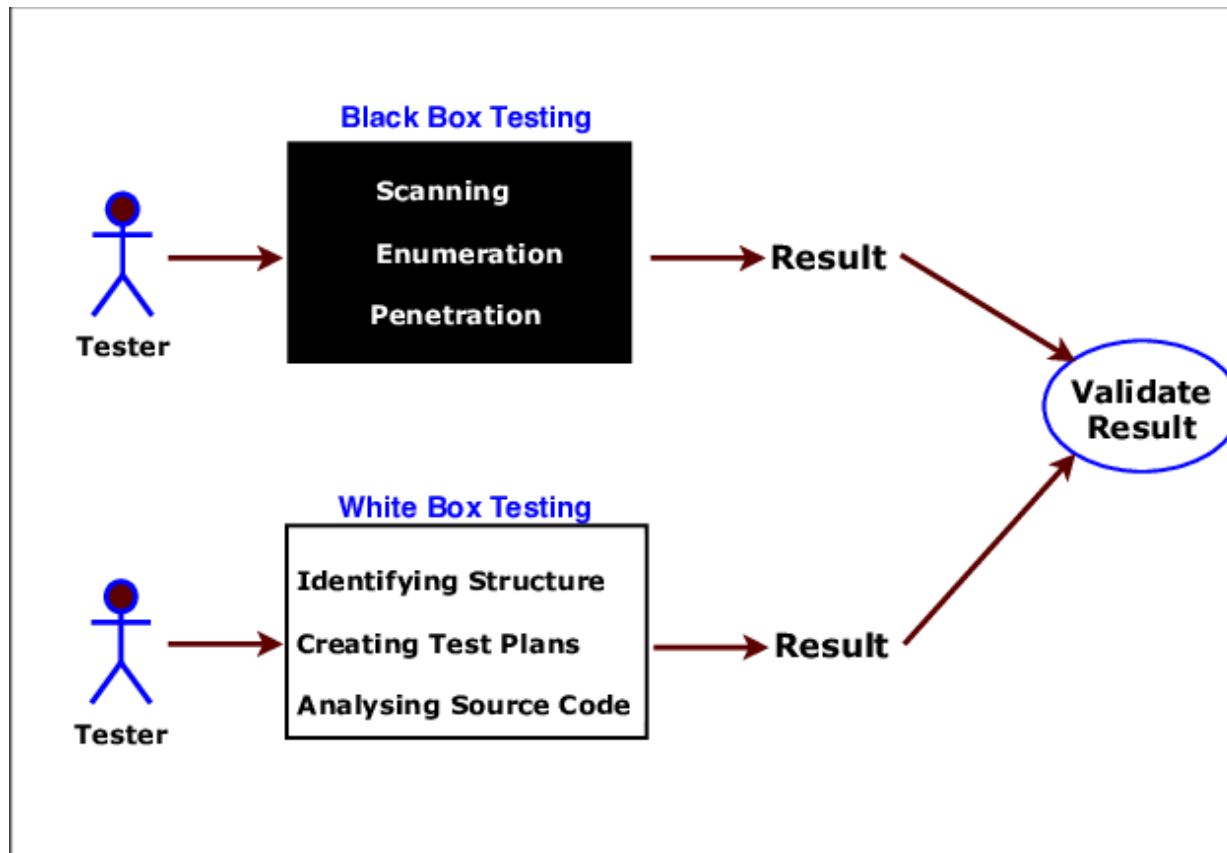 Black Box Testing
Scanning
Enumeration
Penetration
Tester
Result
Validate
Result
White Box Testing
Identifying Structure
Creating Test Plans
Analysing Source Code
Tester
Result